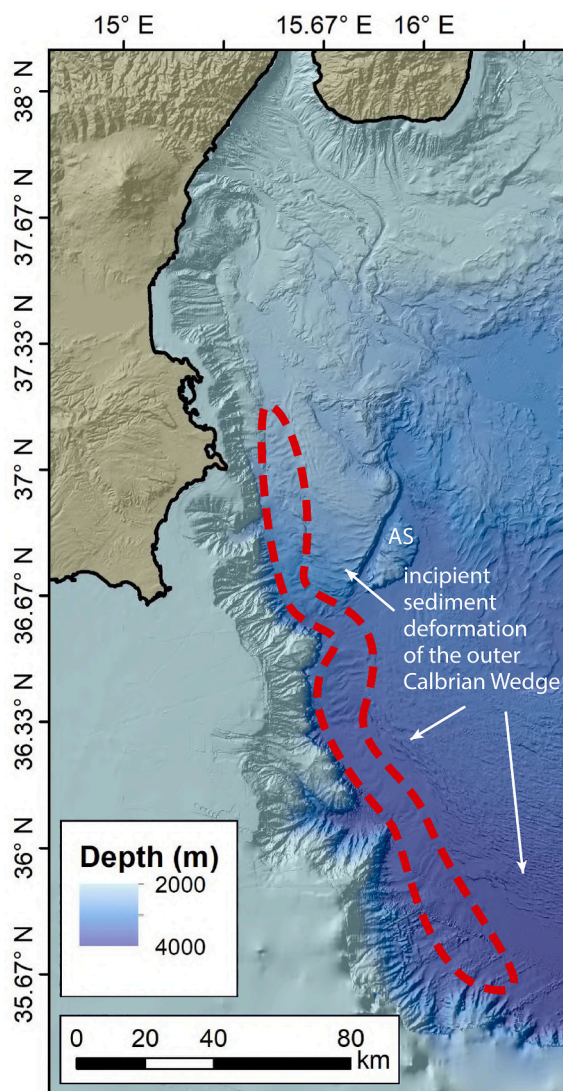 15° E
15.67° E
16° E
38° N
37.67° N
37.33° N
37° N
36.67° N
36.33° N
36° N
35.67° N
AS
incipient
sediment
deformation
of the outer
Calbrian Wedge
Depth (m)
2000
4000
0 20 40 80
km